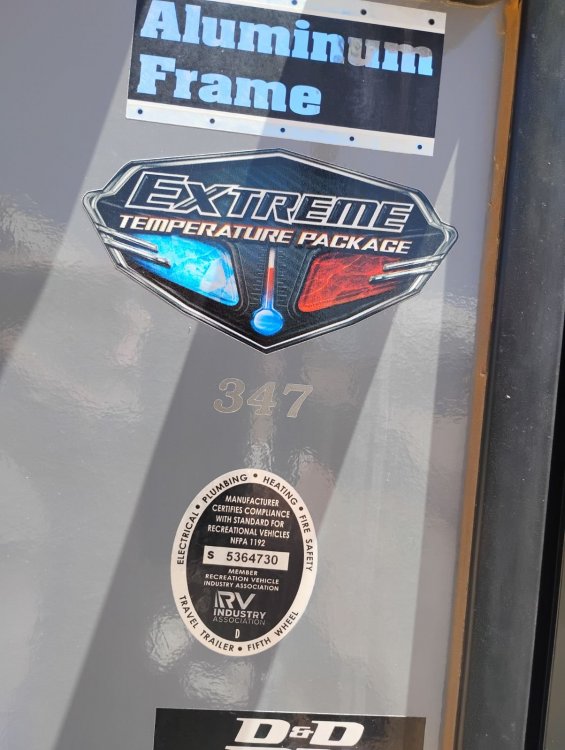 Aluminum
Frame
EXTREME
TEMPERATURE PACKAGE
347
ELECTRICAL • PLUMBING • HEATING • FIRE SAFETY
MANUFACTURER
CERTIFIES COMPLIANCE
WITH STANDARD FOR
RECREATIONAL VEHICLES
NFPA 1192
S 5364730
MEMBER
RECREATION VEHICLE
INDUSTRY ASSOCIATION
RV
INDUSTRY
ASSOCIATION
D
TRAVEL TRAILER • FIFTH WHEEL
D&D